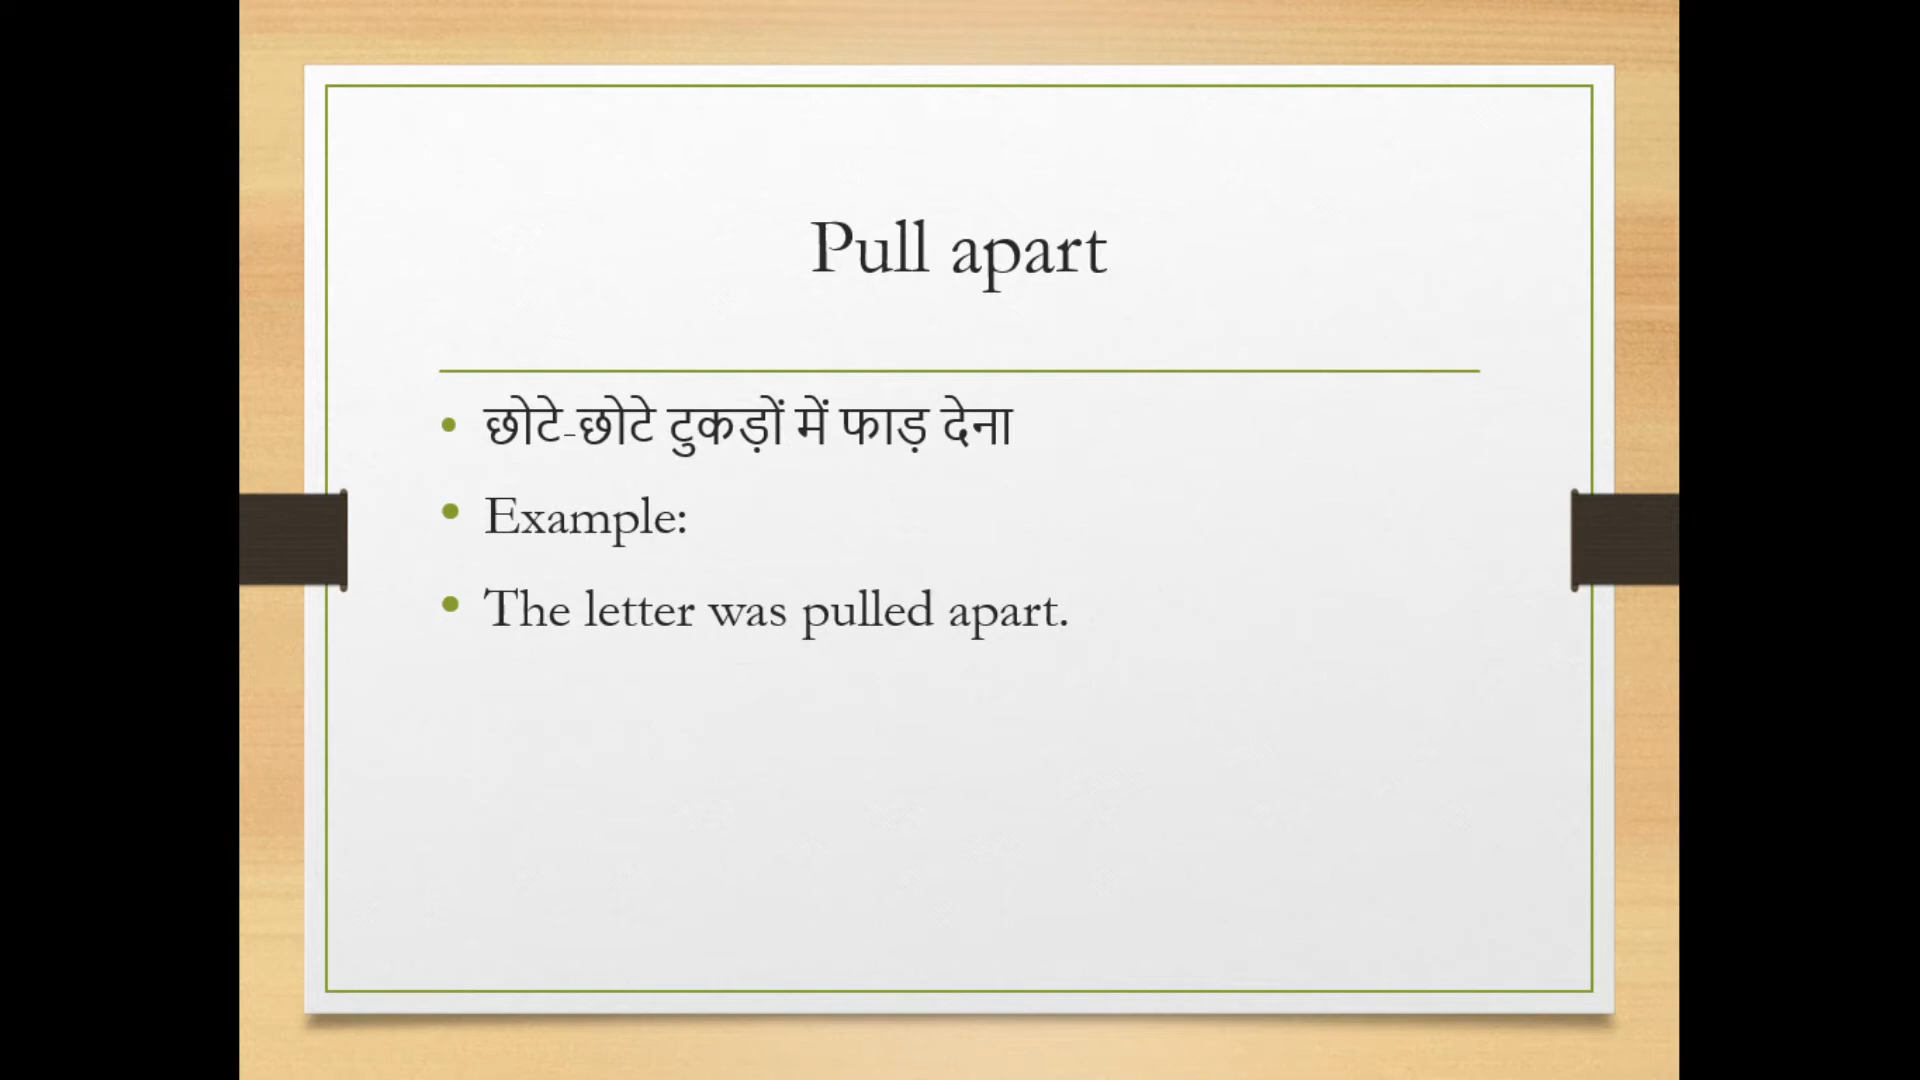 Pull apart
• छोटे-छोटे टुकड़ों में फाड़ देना
• Example:
• The letter was pulled apart.